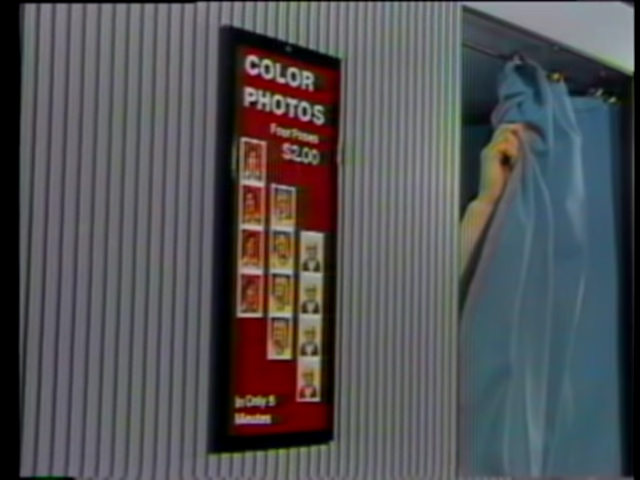 COLOR
PHOTOS
Four Poses
$2.00
In Only 5
Minutes